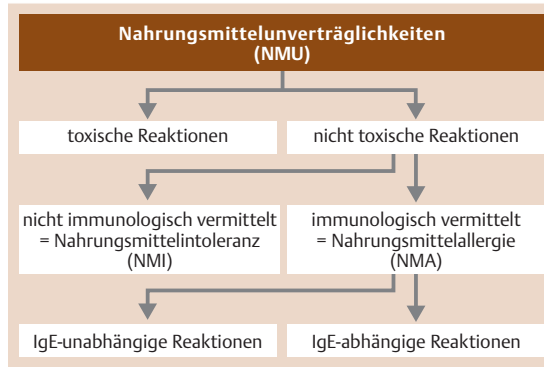 Nahrungsmittelunverträglichkeiten
(NMU)
toxische Reaktionen
nicht toxische Reaktionen
nicht immunologisch vermittelt
= Nahrungsmittelintoleranz
(NMI)
immunologisch vermittelt
= Nahrungsmittelallergie
(NMA)
IgE-unabhängige Reaktionen
IgE-abhängige Reaktionen